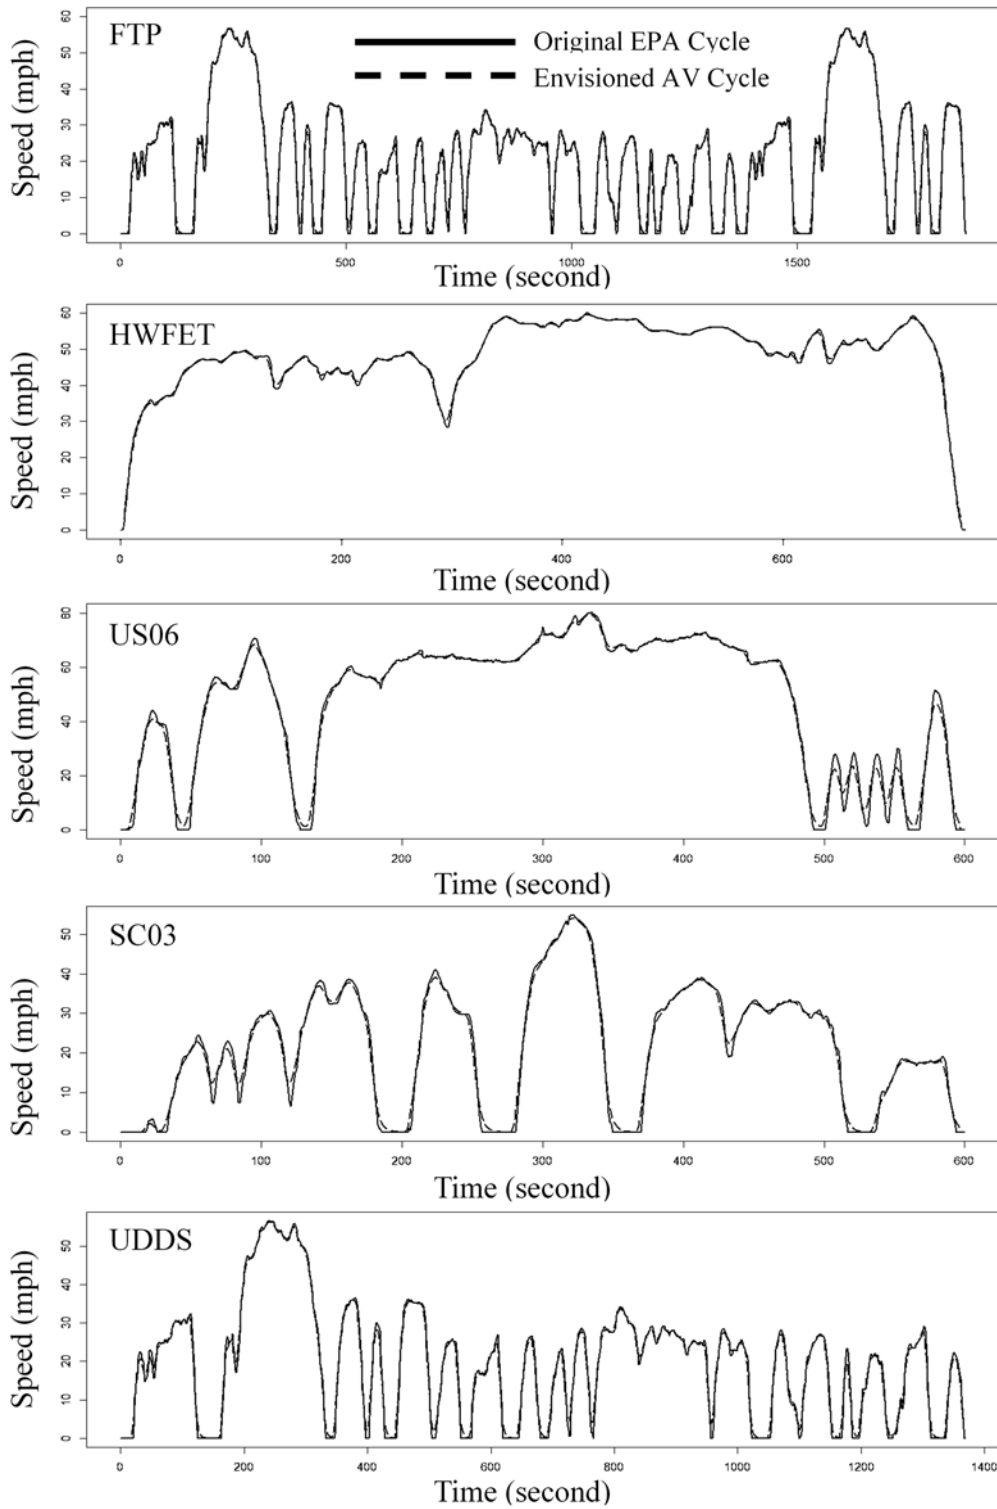 FTP
Original EPA Cycle
Envisioned AV Cycle
Speed (mph)
60
50
40
30
20
10
0
0 500 1000 1500
Time (second)
HWFET
Speed (mph)
60
50
40
30
20
10
0
0 200 400 600
Time (second)
US06
Speed (mph)
80
60
40
20
0
0 100 200 300 400 500 600
Time (second)
SC03
Speed (mph)
50
40
30
20
10
0
0 100 200 300 400 500 600
Time (second)
UDDS
Speed (mph)
50
40
30
20
10
0
0 200 400 600 800 1000 1200 1400
Time (second)